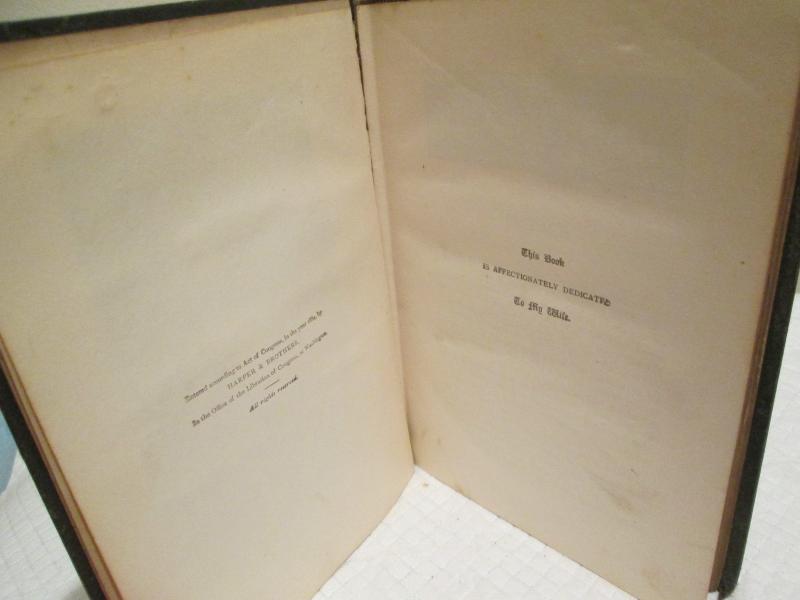 Entered according to Act of Congress, in the year by
HARPER & BROTHERS,
In the Office of the Librarian of Congress, at Washington.
All rights reserved.
This Book
IS AFFECTIONATELY DEDICATED
To My Wife.